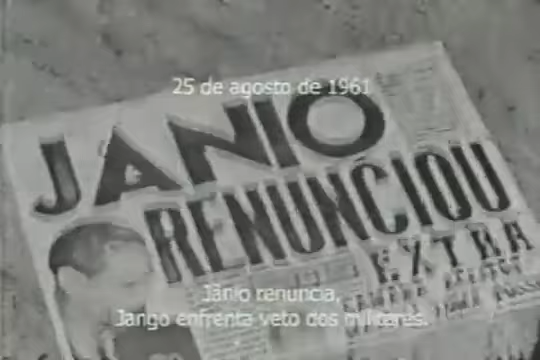 25 de agosto de 1961
JANIO
RENUNCIOU
EXTRA
Jânio renuncia,
Jango enfrenta veto dos militares.